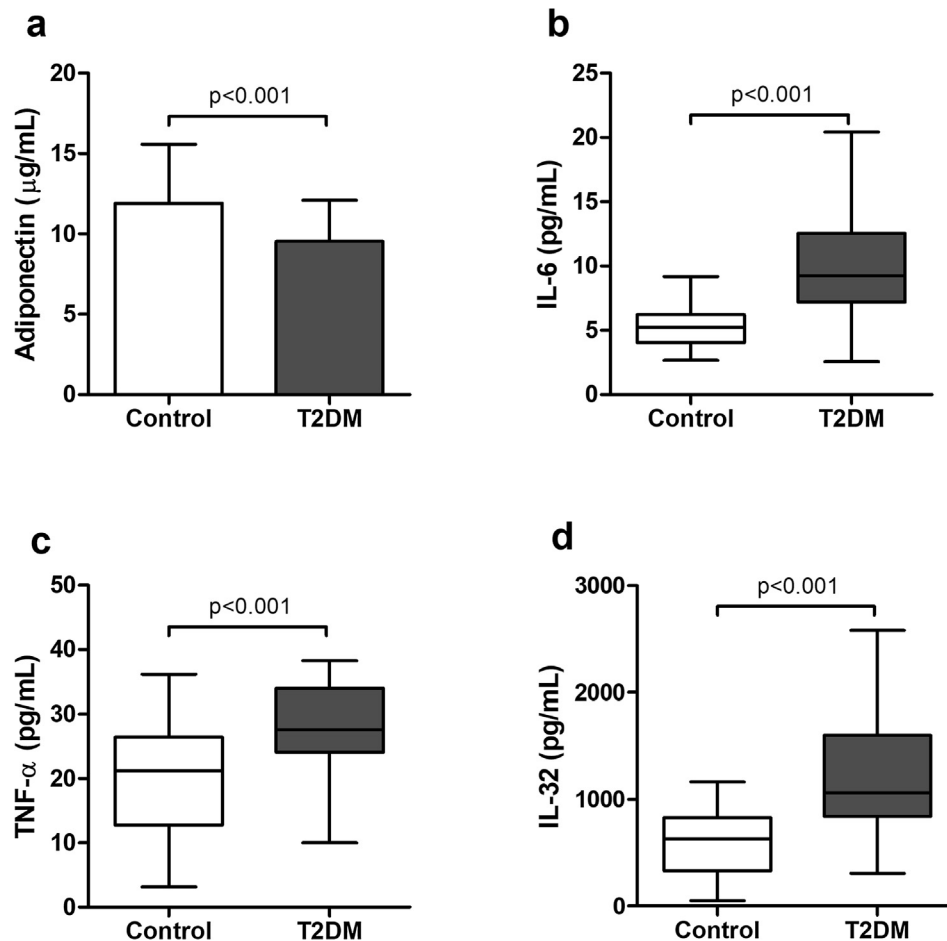 a
Adiponectin (μg/mL)
20
15
10
5
0
p<0.001
Control
T2DM
b
IL-6 (pg/mL)
25
20
15
10
5
0
p<0.001
Control
T2DM
c
TNF-α (pg/mL)
50
40
30
20
10
0
p<0.001
Control
T2DM
d
IL-32 (pg/mL)
3000
2000
1000
0
p<0.001
Control
T2DM